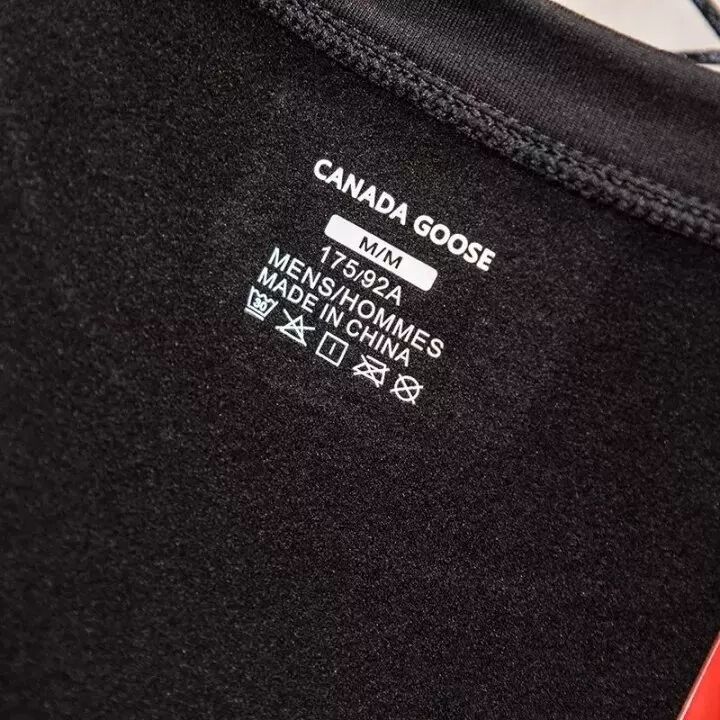 CANADA GOOSE
M/M
175/92A
MENS/HOMMES
MADE IN CHINA
30